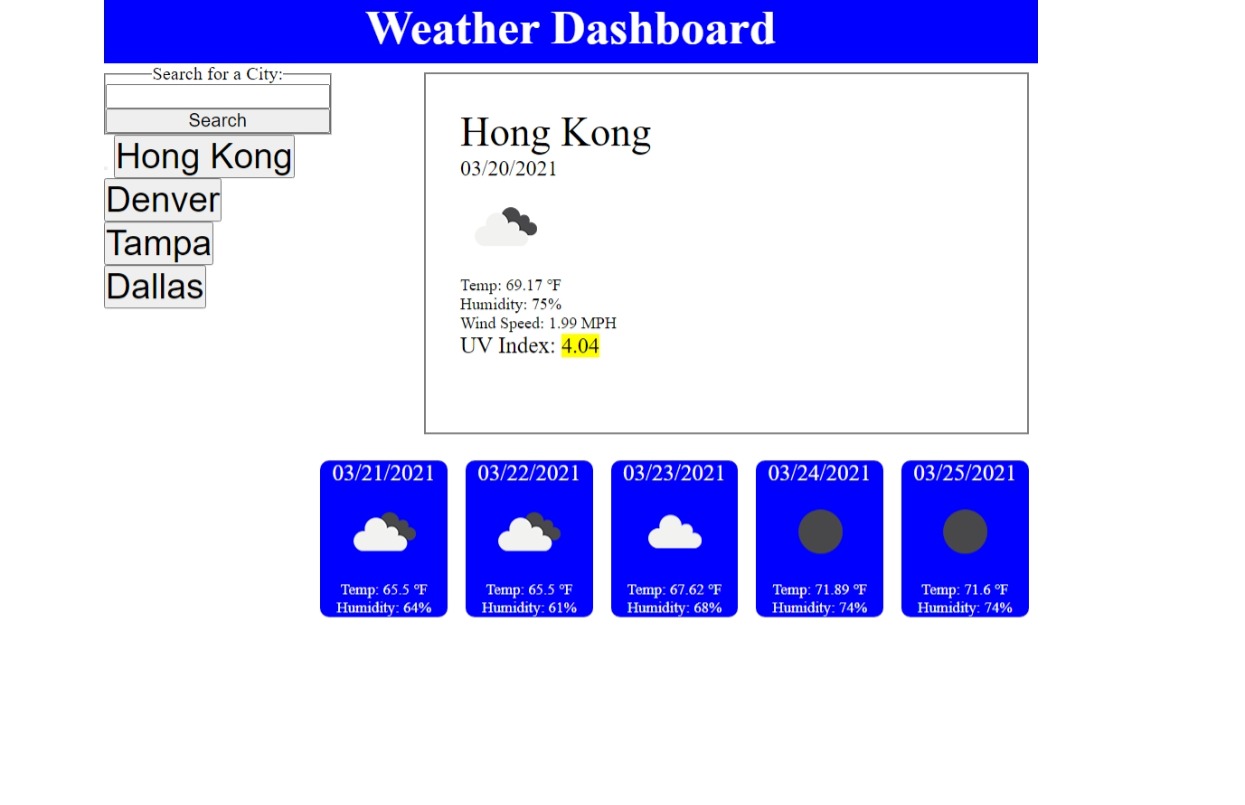 Weather Dashboard
Search for a City:
Search
Hong Kong
Denver
Tampa
Dallas
Hong Kong
03/20/2021
Temp: 69.17 °F
Humidity: 75%
Wind Speed: 1.99 MPH
UV Index: 4.04
03/21/2021
Temp: 65.5 °F
Humidity: 64%
03/22/2021
Temp: 65.5 °F
Humidity: 61%
03/23/2021
Temp: 67.62 °F
Humidity: 68%
03/24/2021
Temp: 71.89 °F
Humidity: 74%
03/25/2021
Temp: 71.6 °F
Humidity: 74%